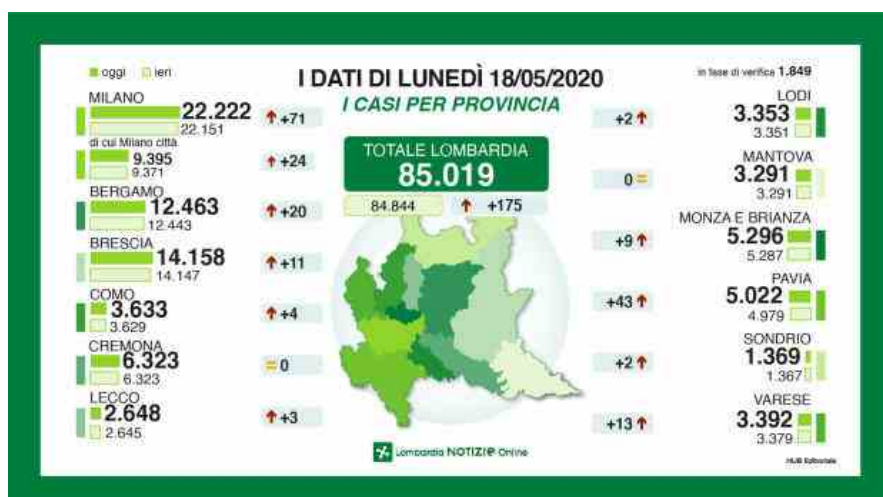 oggi ieri
I DATI DI LUNEDÌ 18/05/2020
I CASI PER PROVINCIA
in fase di verifica 1.849
MILANO
22.222
22.151
+71
di cui Milano città
9.395
9.371
+24
BERGAMO
12.463
12.443
+20
BRESCIA
14.158
14.147
+11
COMO
3.633
3.629
+4
CREMONA
6.323
6.323
= 0
LECCO
2.648
2.645
+3
TOTALE LOMBARDIA
85.019
84.844
+175
LODI
+2
3.353
3.351
MANTOVA
0 =
3.291
3.291
MONZA E BRIANZA
+9
5.296
5.287
PAVIA
+43
5.022
4.979
SONDRIO
+2
1.369
1.367
VARESE
+13
3.392
3.379
Lombardia NOTIZIE Online
HUB Editoriale